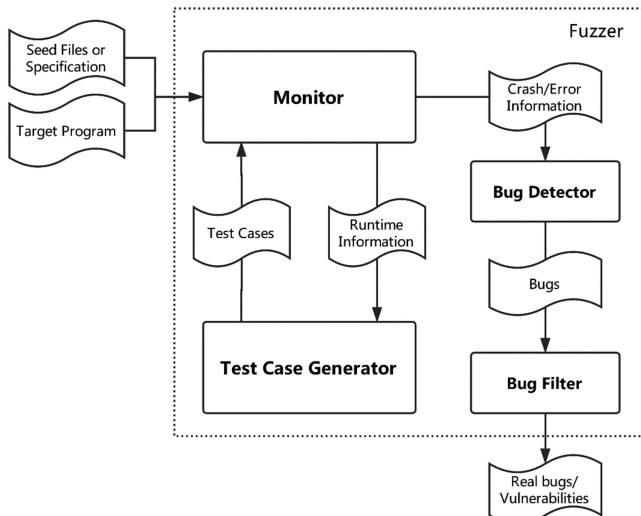 Fuzzer
Seed Files or
Specification
Target Program
Monitor
Crash/Error
Information
Bug Detector
Test Cases
Runtime
Information
Bugs
Test Case Generator
Bug Filter
Real bugs/
Vulnerabilities